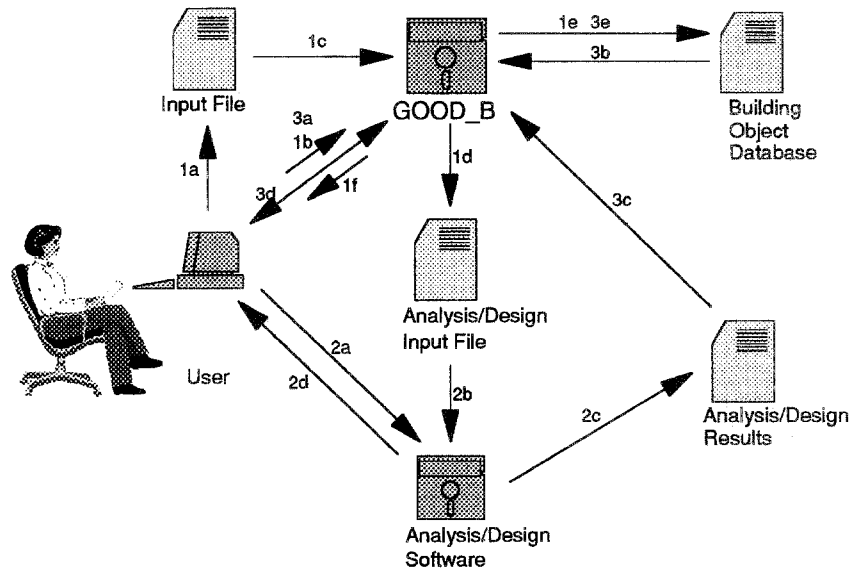 1e 3e
1c
3b
Input File
GOOD_B
Building
Object
Database
3a
1b
1a
1d
3d
1f
3c
Analysis/Design
Input File
User
2a
2d
2b
2c
Analysis/Design
Results
Analysis/Design
Software